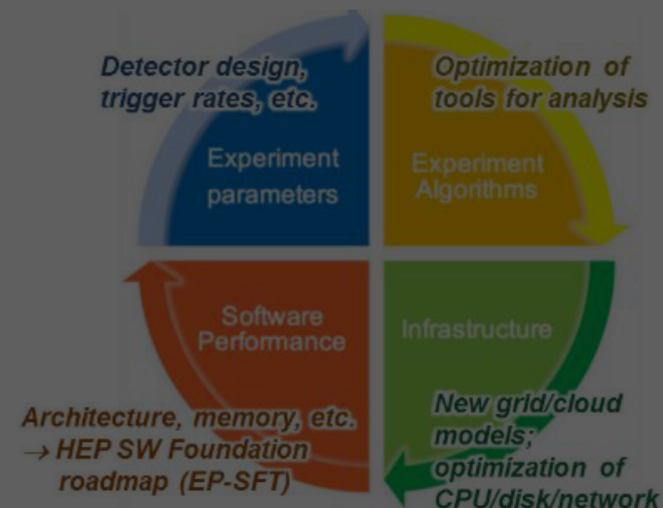 Detector design,
trigger rates, etc.
Experiment
parameters
Optimization of
tools for analysis
Experiment
Algorithms
Software
Performance
Architecture, memory, etc.
→ HEP SW Foundation
roadmap (EP-SFT)
Infrastructure
New grid/cloud
models;
optimization of
CPU/disk/network